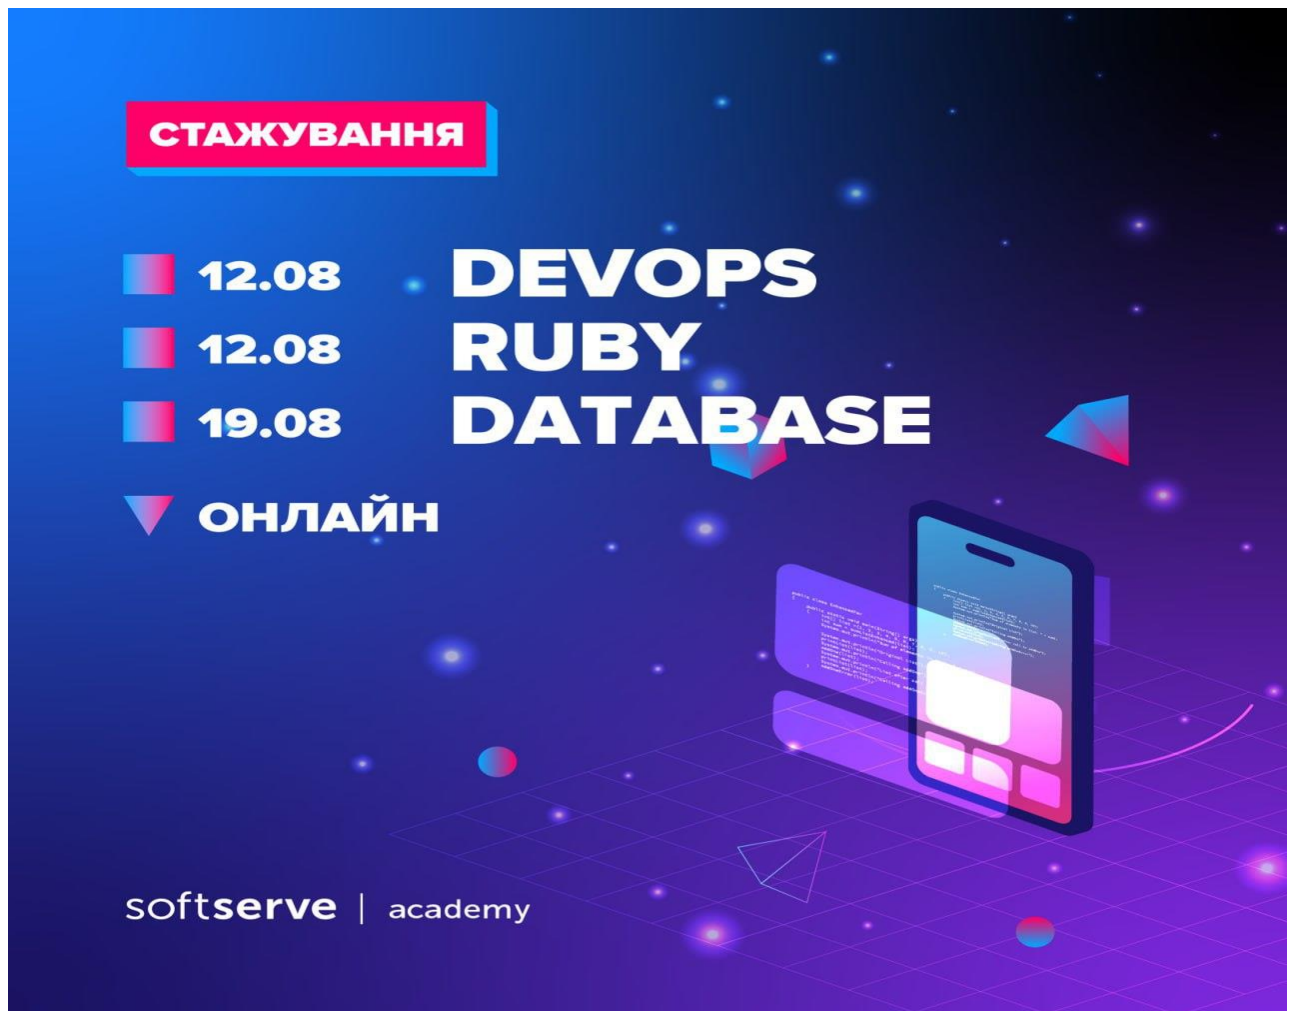 СТАЖУВАННЯ
12.08 DEVOPS
12.08 RUBY
19.08 DATABASE
ОНЛАЙН
softserve | academy